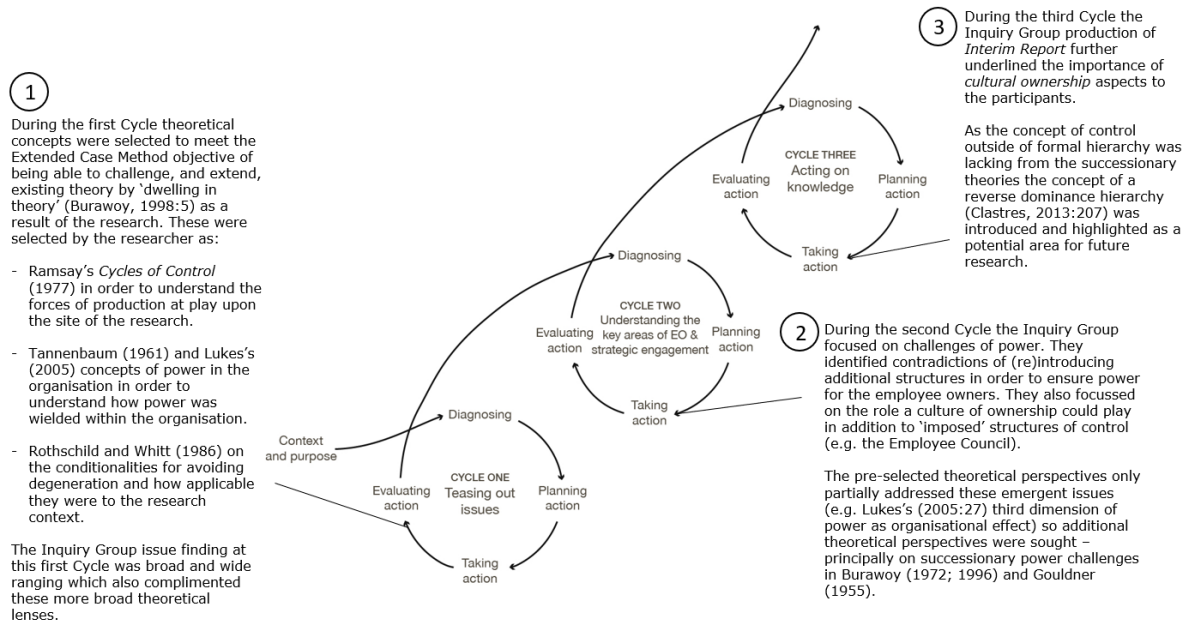 1
During the first Cycle theoretical
concepts were selected to meet the
Extended Case Method objective of
being able to challenge, and extend,
existing theory by ‘dwelling in
theory’ (Burawoy, 1998:5) as a
result of the research. These were
selected by the researcher as:
- Ramsay’s Cycles of Control
(1977) in order to understand the
forces of production at play upon
the site of the research.
- Tannenbaum (1961) and Lukes’s
(2005) concepts of power in the
organisation in order to
understand how power was
wielded within the organisation.
- Rothschild and Whitt (1986) on
the conditionalities for avoiding
degeneration and how applicable
they were to the research
context.
The Inquiry Group issue finding at
this first Cycle was broad and wide
ranging which also complimented
these more broad theoretical
lenses.
Context
and purpose
Diagnosing
CYCLE ONE
Teasing out
issues
Evaluating
action
Planning
action
Taking
action
Diagnosing
CYCLE TWO
Understanding the
key areas of EO &
strategic engagement
Evaluating
action
Planning
action
Taking
action
Diagnosing
CYCLE THREE
Acting on
knowledge
Evaluating
action
Planning
action
Taking
action
2
During the second Cycle the Inquiry Group
focused on challenges of power. They
identified contradictions of (re)introducing
additional structures in order to ensure power
for the employee owners. They also focussed
on the role a culture of ownership could play
in addition to ‘imposed’ structures of control
(e.g. the Employee Council).
The pre-selected theoretical perspectives only
partially addressed these emergent issues
(e.g. Lukes’s (2005:27) third dimension of
power as organisational effect) so additional
theoretical perspectives were sought –
principally on successionary power challenges
in Burawoy (1972; 1996) and Gouldner
(1955).
3
During the third Cycle the
Inquiry Group production of
Interim Report further
underlined the importance of
cultural ownership aspects to
the participants.
As the concept of control
outside of formal hierarchy was
lacking from the successionary
theories the concept of a
reverse dominance hierarchy
(Clastres, 2013:207) was
introduced and highlighted as a
potential area for future
research.